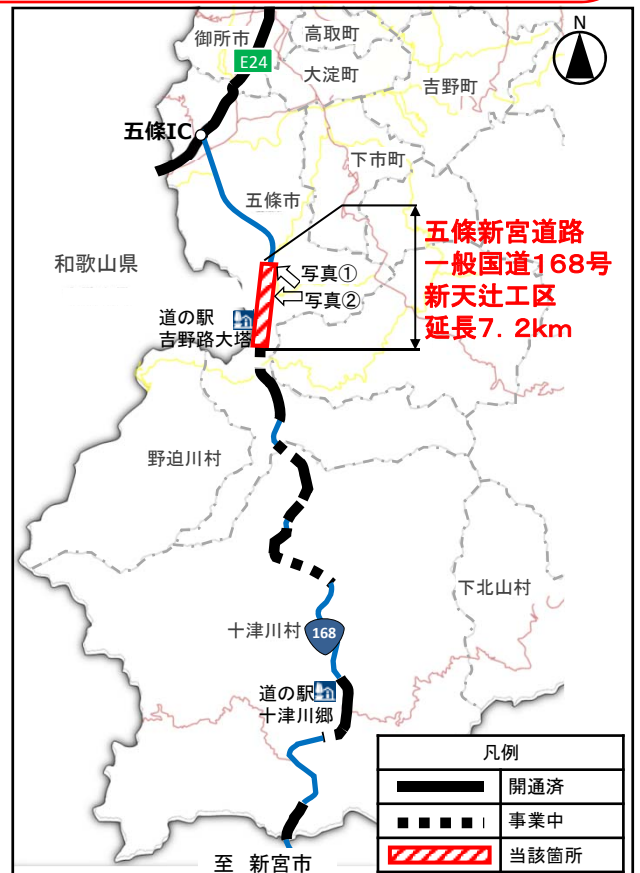 N
御所市
高取町
E24
大淀町
吉野町
五條IC
下市町
五條市
五條新宮道路
一般国道168号
新天辻工区
延長7.2km
和歌山県
写真①
写真②
道の駅
吉野路大塔
野迫川村
下北山村
十津川村
168
道の駅
十津川郷
凡例
開通済
事業中
当該箇所
至 新宮市